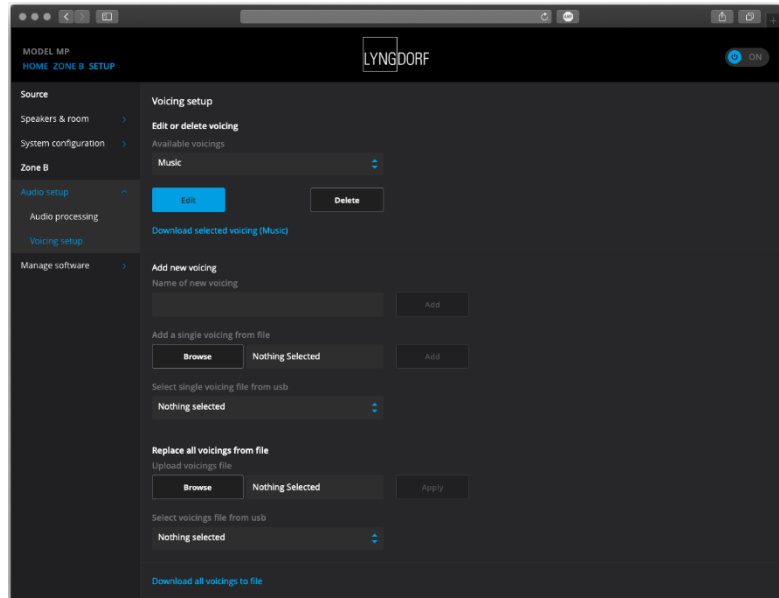 MODEL MP
HOME ZONE B SETUP
LYNGDORF
ON
Source
Speakers & room
System configuration
Zone B
Audio setup
Audio processing
Voicing setup
Manage software
Voicing setup
Edit or delete voicing
Available voicings
Music
Edit Delete
Download selected voicing (Music)
Add new voicing
Name of new voicing
Add
Add a single voicing from file
Browse Nothing Selected Add
Select single voicing file from usb
Nothing selected
Replace all voicings from file
Upload voicings file
Browse Nothing Selected Apply
Select voicings file from usb
Nothing selected
Download all voicings to file